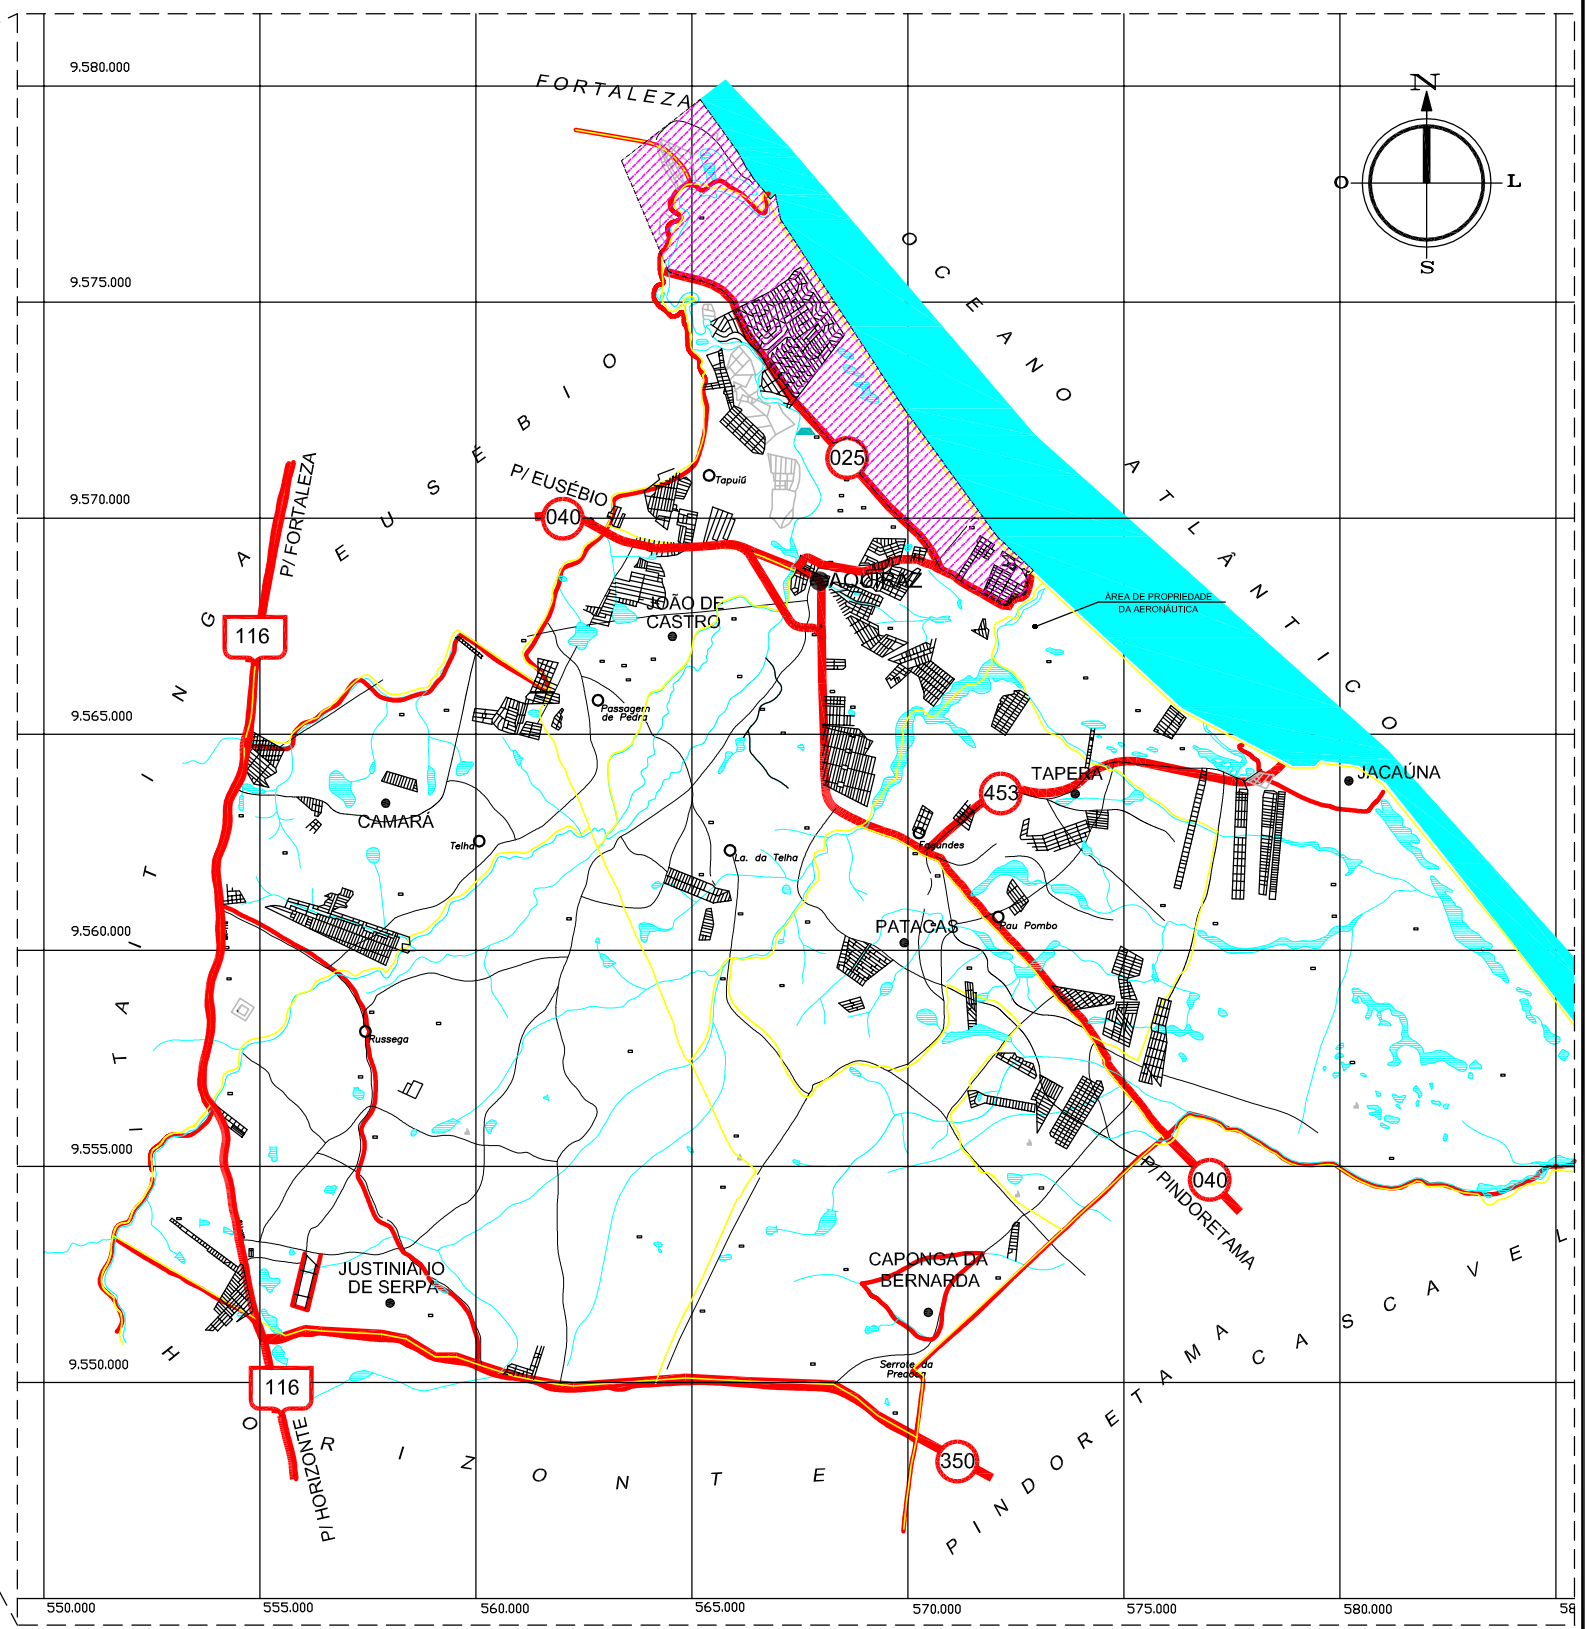 9.580.000
FORTALEZA
N
O
L
S
9.575.000
OCEANO ATLÂNTICO
025
P/ EUSÉBIO
040
EUSÉBIO
Tapuiú
P/ FORTALEZA
9.570.000
AQUIRAZ
ÁREA DE PROPRIEDADE
DA AERONÁUTICA
JOÃO DE
CASTRO
116
ITAITINGA
Passagem
de Pedra
9.565.000
JACAÚNA
TAPERA
453
CAMARÁ
Telha
Fagundes
La. da Telha
PATACAS
Pau Pombo
9.560.000
Russega
9.555.000
P/ PINDORETAMA
040
CASCAVEL
CAPONGA DA
BERNARDA
JUSTINIANO
DE SERPA
9.550.000
Serrote da
Preaoca
116
P/ HORIZONTE
HORIZONTE
350
PINDORETAMA
550.000
555.000
560.000
565.000
570.000
575.000
580.000
58